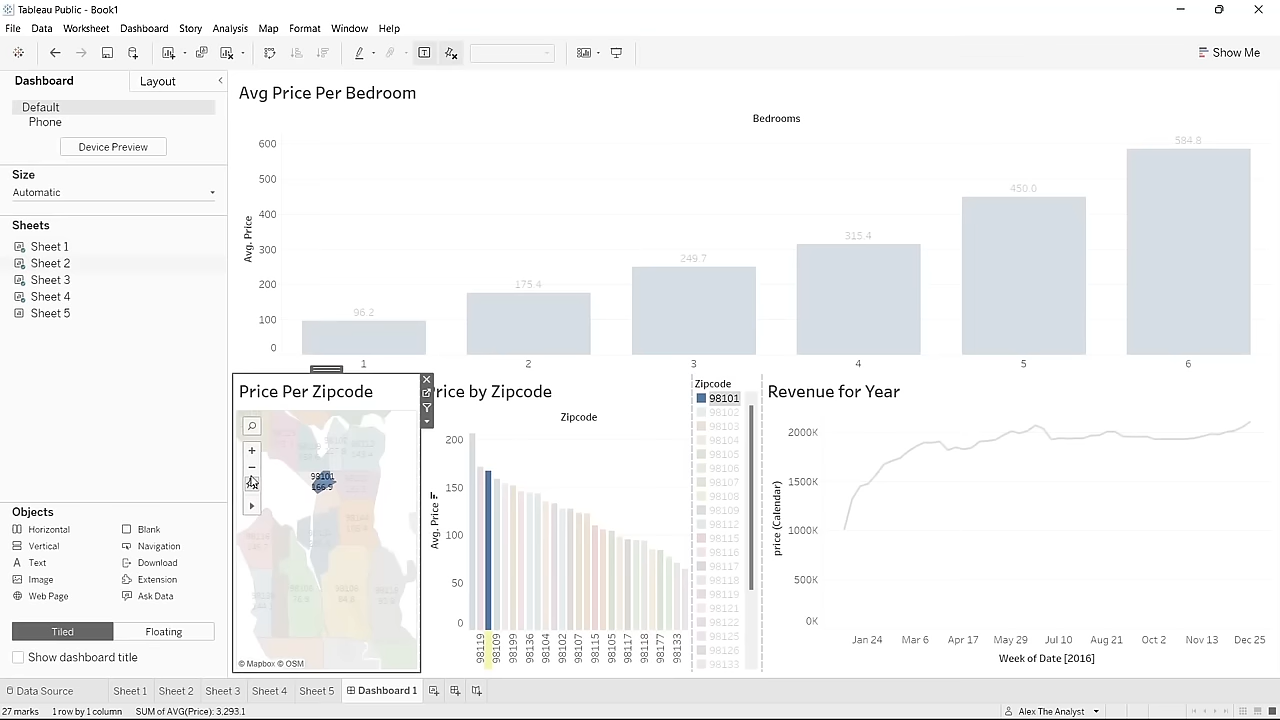 Tableau Public - Book1
File Data Worksheet Dashboard Story Analysis Map Format Window Help
Show Me
Dashboard Layout
Default
Phone
Device Preview
Size
Automatic
Sheets
Sheet 1
Sheet 2
Sheet 3
Sheet 4
Sheet 5
Objects
Horizontal Blank
Vertical Navigation
Text Download
Image Extension
Web Page Ask Data
Tiled Floating
ow dashboard title
Avg Price Per Bedroom
Bedrooms
Avg. Price
600
500
400
300
200
100
0
96.2 175.4 249.7 315.4 450.0 584.8
1 2 3 4 5 6
Price Per Zipcode
98101
166.9
© Mapbox © OSM
Price by Zipcode
Zipcode
Avg. Price
200
150
100
50
0
98119 98109 98199 98136 98104 98102 98107 98115 98105 98117 98118 98177 98133
Zipcode
98101
98102
98103
98104
98105
98106
98107
98108
98109
98112
98115
98116
98117
98118
98119
98121
98122
98125
98126
98133
Revenue for Year
price (Calendar)
2000K
1500K
1000K
500K
0K
Jan 24 Mar 6 Apr 17 May 29 Jul 10 Aug 21 Oct 2 Nov 13 Dec 25
Week of Date [2016]
Data Source Sheet 1 Sheet 2 Sheet 3 Sheet 4 Sheet 5 Dashboard 1
27 marks 1 row by 1 column SUM of AVG(Price): 3,293.1 Alex The Analyst